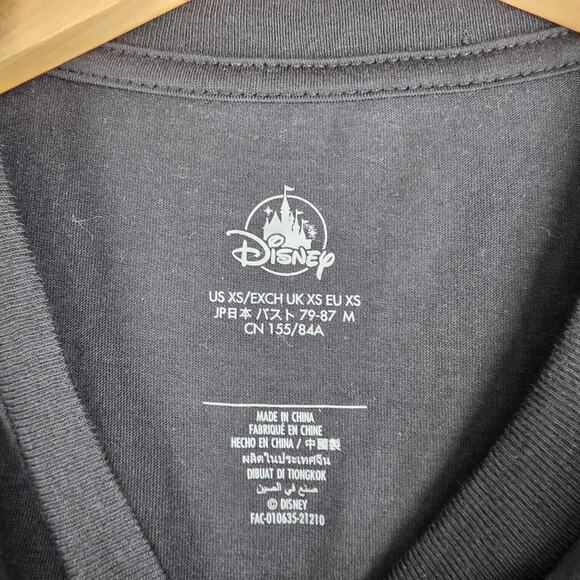 Disney
US XS/EXCH UK XS EU XS
JP日本 バスト 79-87 M
CN 155/84A
MADE IN CHINA
FABRIQUÉ EN CHINE
HECHO EN CHINA / 中國製
ผลิตในประเทศจีน
DIBUAT DI TIONGKOK
صنع في الصين
© DISNEY
FAC-010635-21210